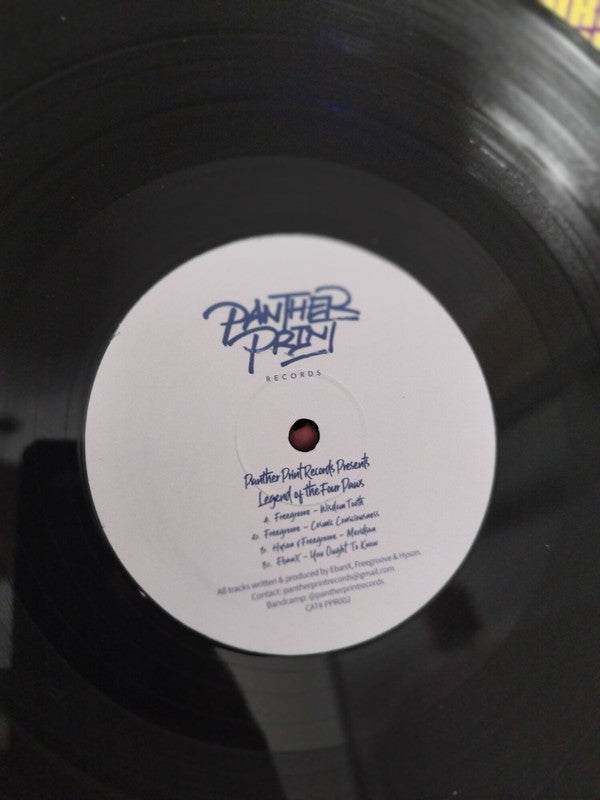 PANTHER
PRINT
RECORDS
Panther Print Records Presents
Legend of the Four Paws
Freegroove - Wisdom Tooth
Freegroove - Cosmic Consciousness
Hyson & Freegroove - Meridian
EbanX - You Ought To Know
All tracks written & produced by EbanX, Freegroove & Hyson.
Contact: pantherprintrecords@gmail.com
Bandcamp: @pantherprintrecords
CAT# PPR002